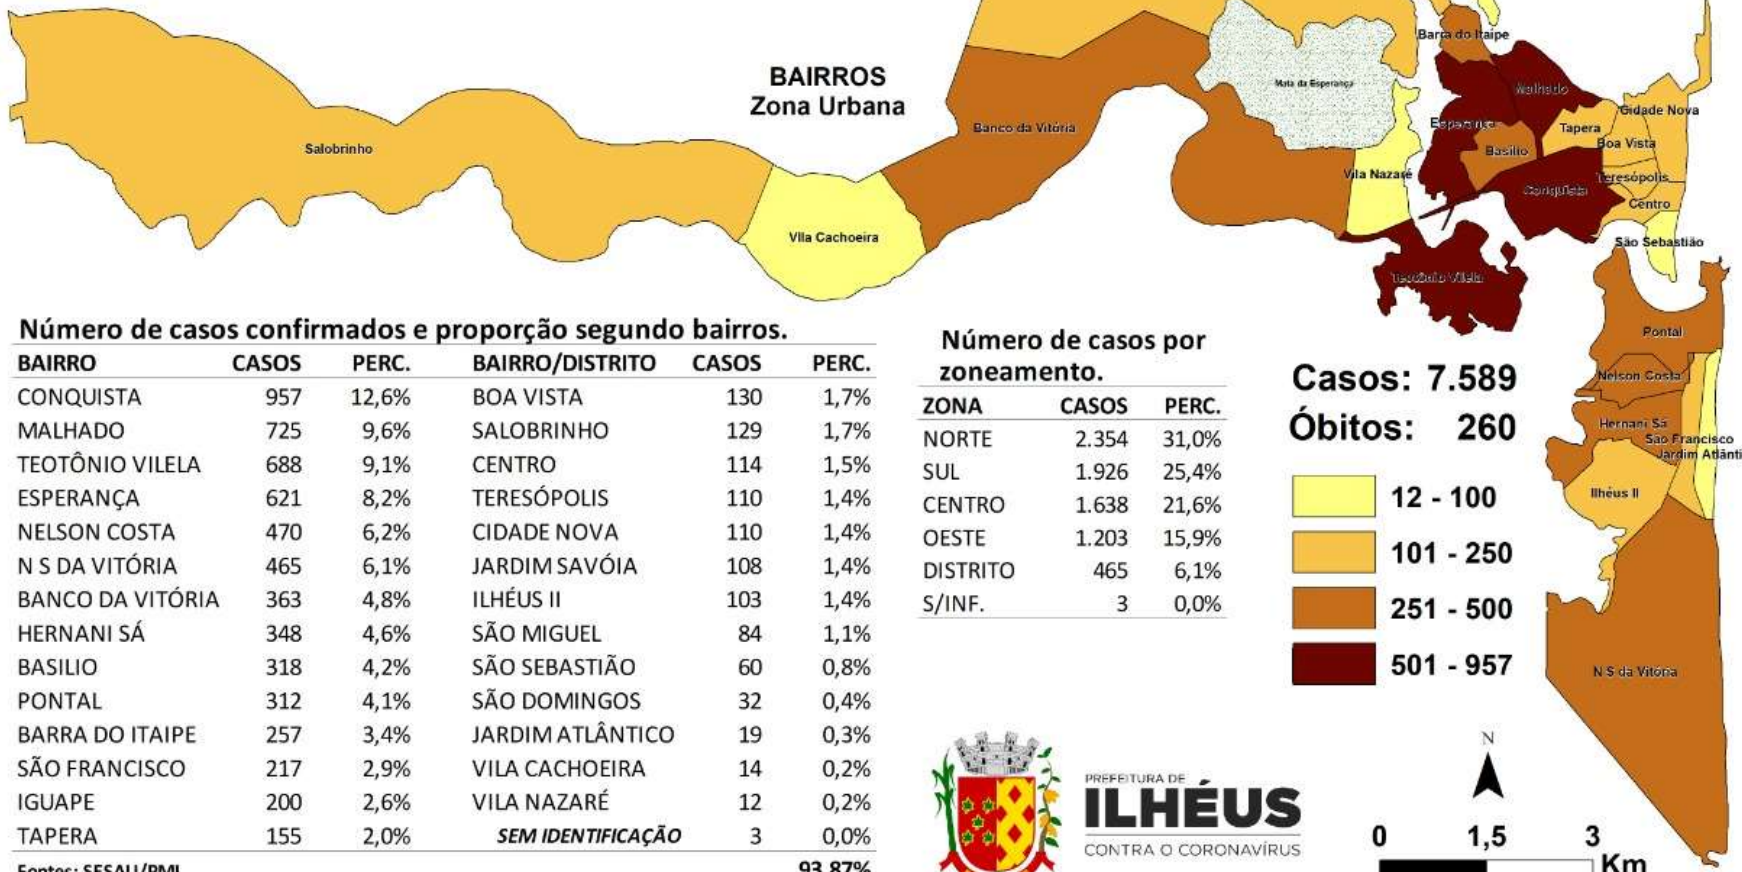 BAIRROS
Zona Urbana
Salobrinho
Vlla Cachoeira
Banco da Vitória
Mata da Esperança
Vila Nazaré
Barra do Itaipe
Malhado
Esperança
Basilio
Tapera
Cidade Nova
Boa Vista
Teresópolis
Conquista
Centro
São Sebastião
Teotônio Vilela
Pontal
Nelson Costa
Hernani Sá
São Francisco
Jardim Atlânti
Ilhéus II
N S da Vitória
Número de casos confirmados e proporção segundo bairros.
BAIRRO CASOS PERC. BAIRRO/DISTRITO CASOS PERC.
CONQUISTA 957 12,6% BOA VISTA 130 1,7%
MALHADO 725 9,6% SALOBRINHO 129 1,7%
TEOTÔNIO VILELA 688 9,1% CENTRO 114 1,5%
ESPERANÇA 621 8,2% TERESÓPOLIS 110 1,4%
NELSON COSTA 470 6,2% CIDADE NOVA 110 1,4%
N S DA VITÓRIA 465 6,1% JARDIM SAVÓIA 108 1,4%
BANCO DA VITÓRIA 363 4,8% ILHÉUS II 103 1,4%
HERNANI SÁ 348 4,6% SÃO MIGUEL 84 1,1%
BASILIO 318 4,2% SÃO SEBASTIÃO 60 0,8%
PONTAL 312 4,1% SÃO DOMINGOS 32 0,4%
BARRA DO ITAIPE 257 3,4% JARDIM ATLÂNTICO 19 0,3%
SÃO FRANCISCO 217 2,9% VILA CACHOEIRA 14 0,2%
IGUAPE 200 2,6% VILA NAZARÉ 12 0,2%
TAPERA 155 2,0% SEM IDENTIFICAÇÃO 3 0,0%
Fontes: SESAU/PMI 93,87%
Número de casos por
zoneamento.
ZONA CASOS PERC.
NORTE 2.354 31,0%
SUL 1.926 25,4%
CENTRO 1.638 21,6%
OESTE 1.203 15,9%
DISTRITO 465 6,1%
S/INF. 3 0,0%
Casos: 7.589
Óbitos: 260
12 - 100
101 - 250
251 - 500
501 - 957
PREFEITURA DE
ILHÉUS
CONTRA O CORONAVÍRUS
N
0 1,5 3
Km